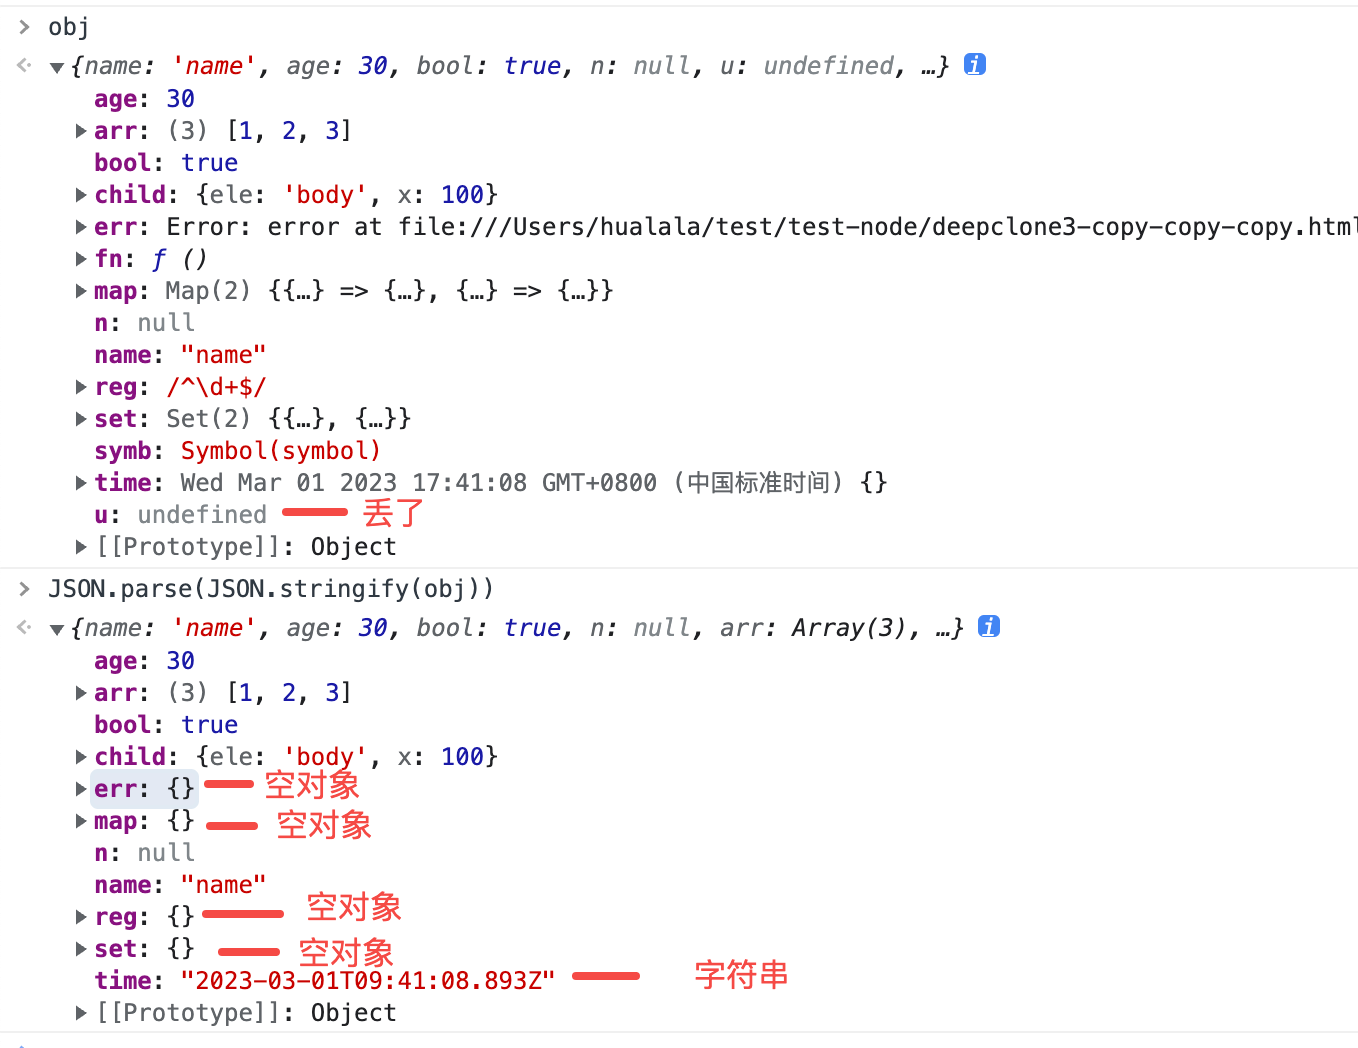 > obj
{name: 'name', age: 30, bool: true, n: null, u: undefined, …} i
age: 30
arr: (3) [1, 2, 3]
bool: true
child: {ele: 'body', x: 100}
err: Error: error at file:///Users/hualala/test/test-node/deepclone3-copy-copy-copy.html
fn: ƒ ()
map: Map(2) {{…} => {…}, {…} => {…}}
n: null
name: "name"
reg: /^\d+$/
set: Set(2) {{…}, {…}}
symb: Symbol(symbol)
time: Wed Mar 01 2023 17:41:08 GMT+0800 (中国标准时间) {}
u: undefined 丢了
[[Prototype]]: Object
> JSON.parse(JSON.stringify(obj))
{name: 'name', age: 30, bool: true, n: null, arr: Array(3), …} i
age: 30
arr: (3) [1, 2, 3]
bool: true
child: {ele: 'body', x: 100}
err: {} 空对象
map: {} 空对象
n: null
name: "name"
reg: {} 空对象
set: {} 空对象
time: "2023-03-01T09:41:08.893Z" 字符串
[[Prototype]]: Object